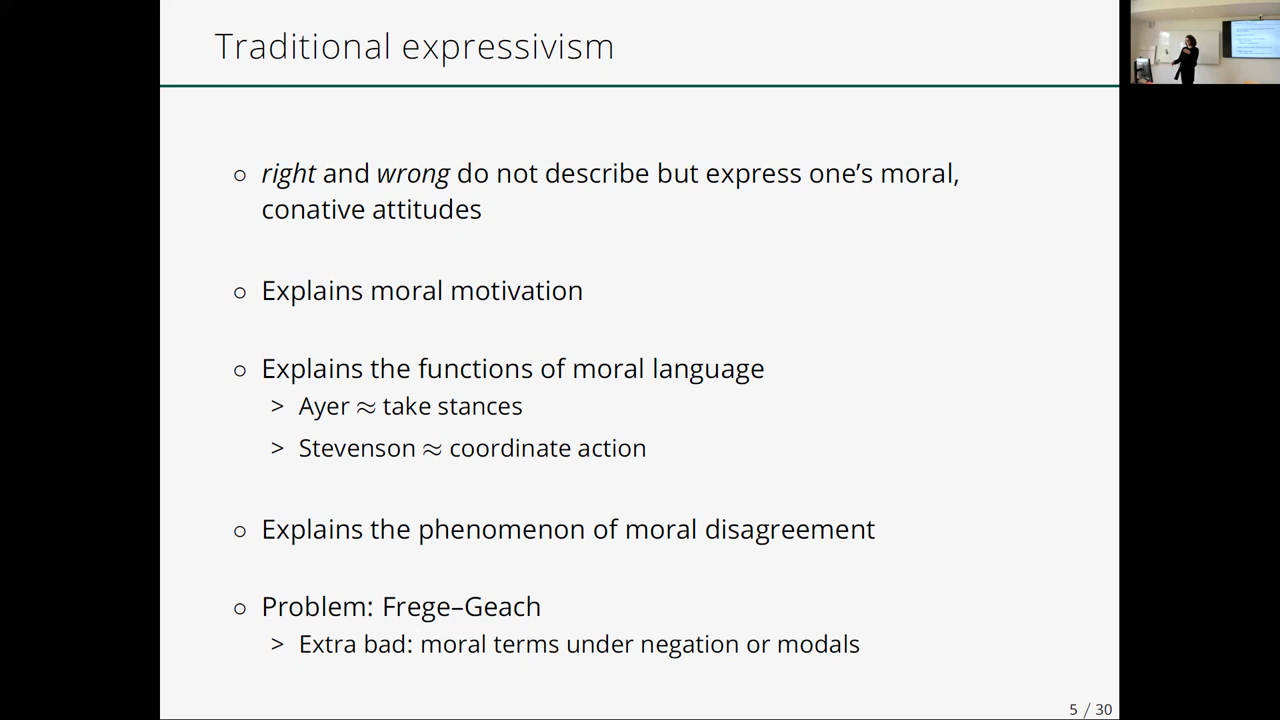 Traditional expressivism
○ right and wrong do not describe but express one’s moral,
conative attitudes
○ Explains moral motivation
○ Explains the functions of moral language
> Ayer ≈ take stances
> Stevenson ≈ coordinate action
○ Explains the phenomenon of moral disagreement
○ Problem: Frege–Geach
> Extra bad: moral terms under negation or modals
5 / 30